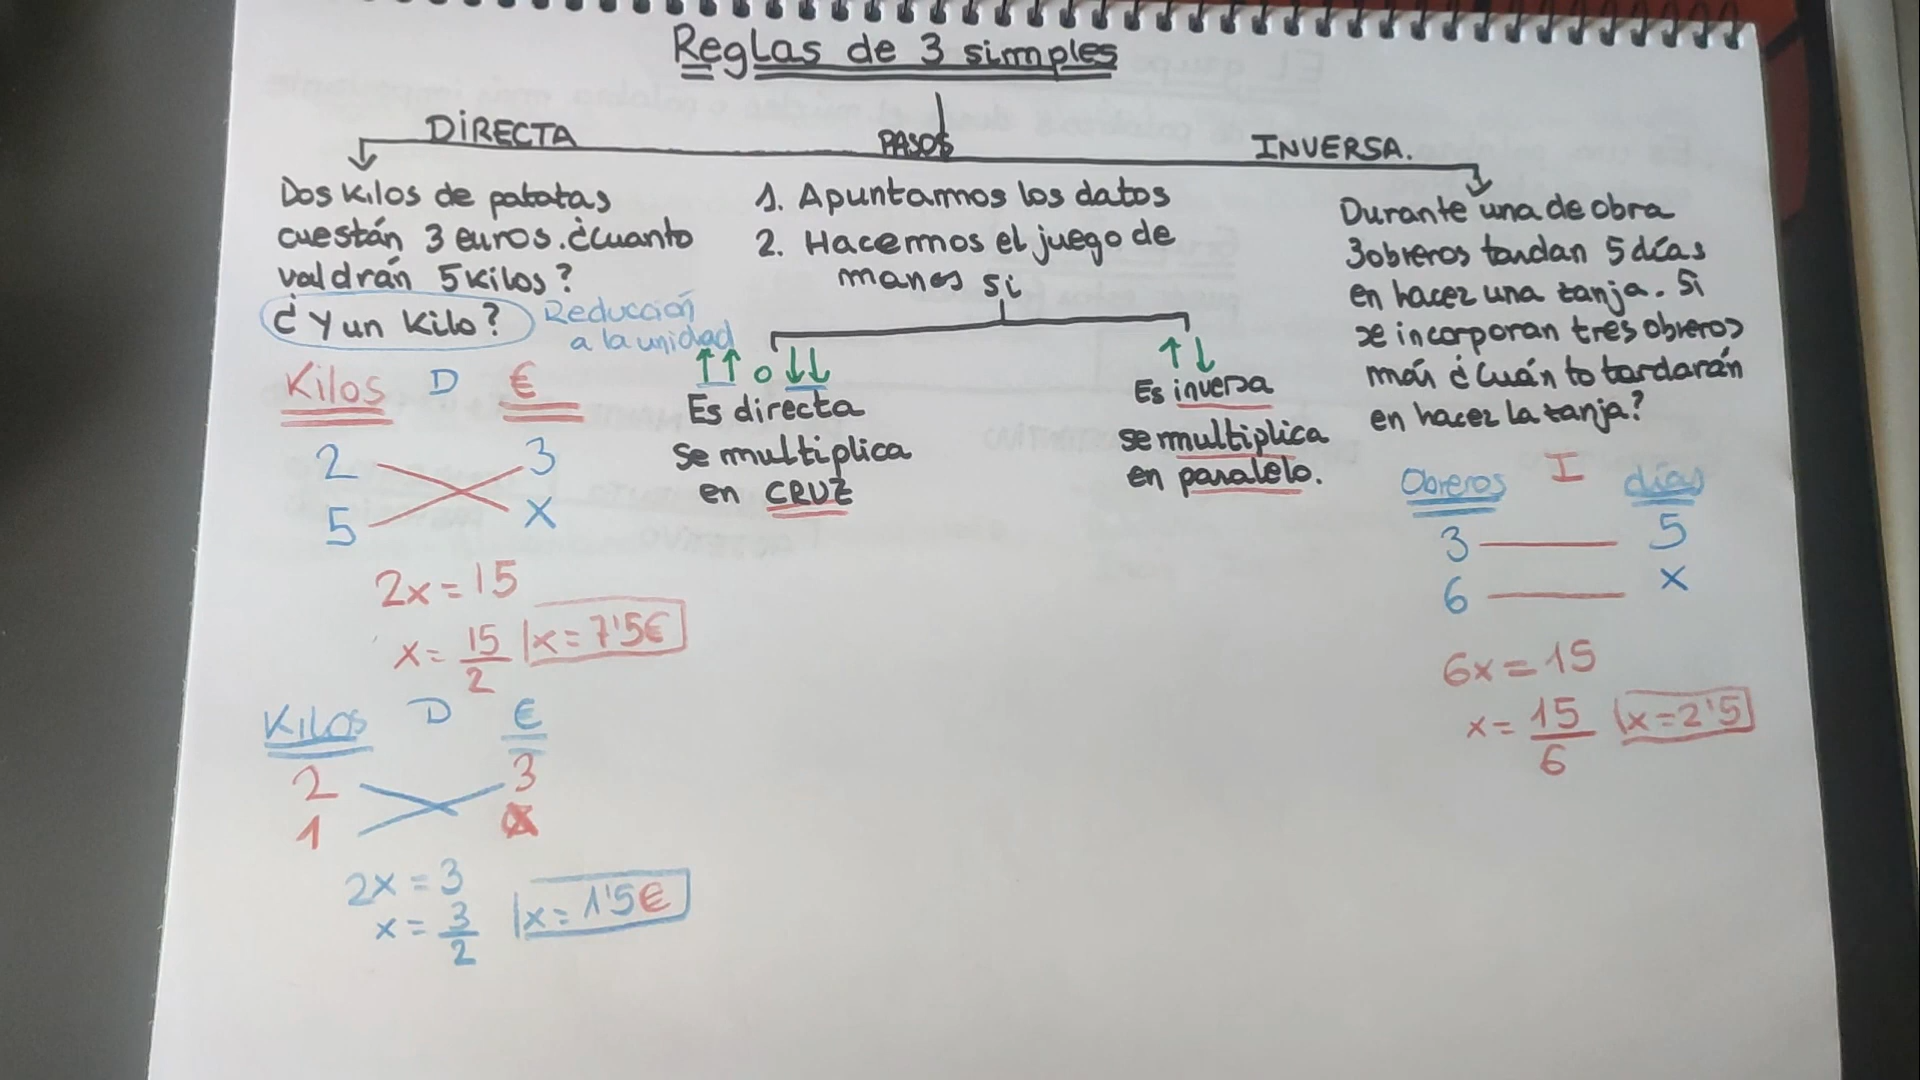 Reglas de 3 simples
DIRECTA
PASOS
INVERSA.
Dos kilos de patatas
cuestán 3 euros. ¿Cuanto
valdrán 5 kilos?
¿Y un kilo?
Reducción
a la unidad
Kilos D €
2 3
5 x
2x = 15
x = 15/2 x = 7'5€
Kilos D €
2 3
1 x
2x = 3
x = 3/2 x = 1'5€
1. Apuntamos los datos
2. Hacemos el juego de
manos si
↑↑ o ↓↓
Es directa
Se multiplica
en CRUZ
↑↓
Es inversa
se multiplica
en paralelo.
Durante una de obra
3 obreros tardan 5 días
en hacer una zanja. Si
se incorporan tres obreros
más ¿Cuánto tardarán
en hacer la zanja?
Obreros I días
3 5
6 x
6x = 15
x = 15/6 x = 2'5